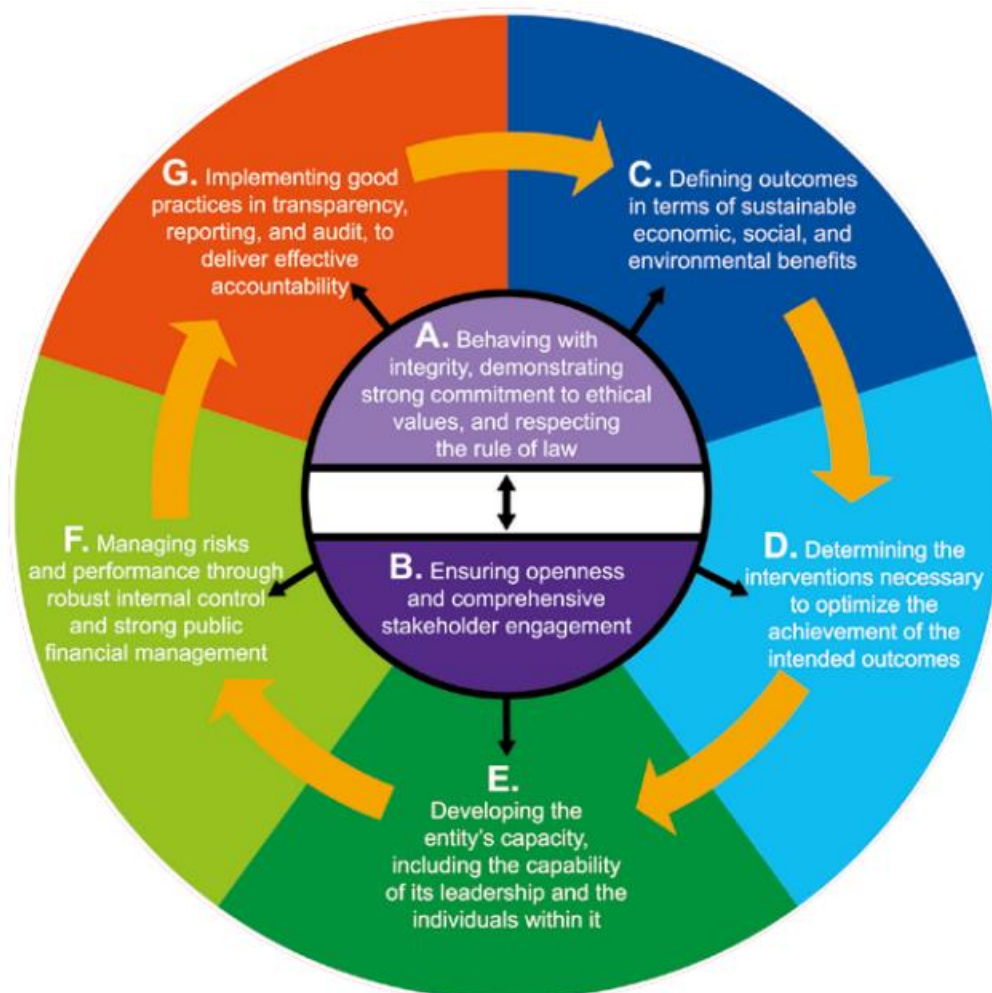 A. Behaving with
integrity, demonstrating
strong commitment to ethical
values, and respecting
the rule of law
B. Ensuring openness
and comprehensive
stakeholder engagement
C. Defining outcomes
in terms of sustainable
economic, social, and
environmental benefits
D. Determining the
interventions necessary
to optimize the
achievement of the
intended outcomes
E.
Developing the
entity's capacity,
including the capability
of its leadership and the
individuals within it
F. Managing risks
and performance through
robust internal control
and strong public
financial management
G. Implementing good
practices in transparency,
reporting, and audit, to
deliver effective
accountability